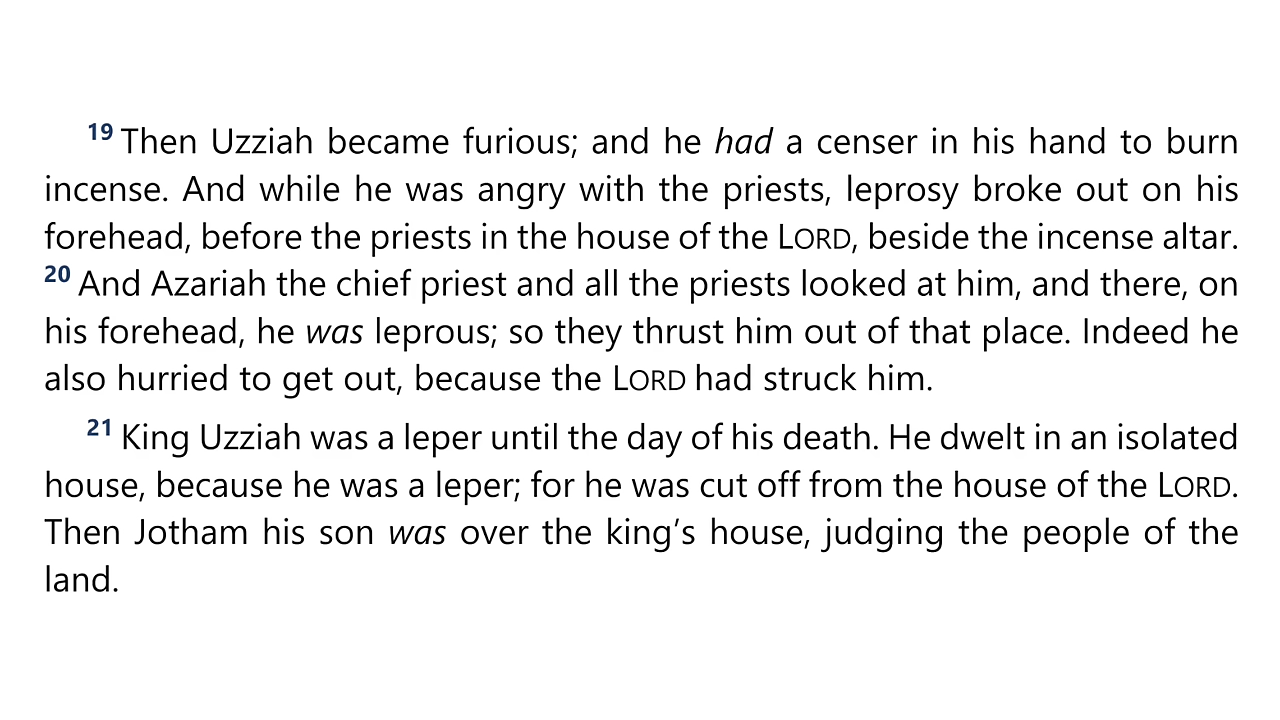 19 Then Uzziah became furious; and he had a censer in his hand to burn
incense. And while he was angry with the priests, leprosy broke out on his
forehead, before the priests in the house of the LORD, beside the incense altar.
20 And Azariah the chief priest and all the priests looked at him, and there, on
his forehead, he was leprous; so they thrust him out of that place. Indeed he
also hurried to get out, because the LORD had struck him.
21 King Uzziah was a leper until the day of his death. He dwelt in an isolated
house, because he was a leper; for he was cut off from the house of the LORD.
Then Jotham his son was over the king’s house, judging the people of the
land.